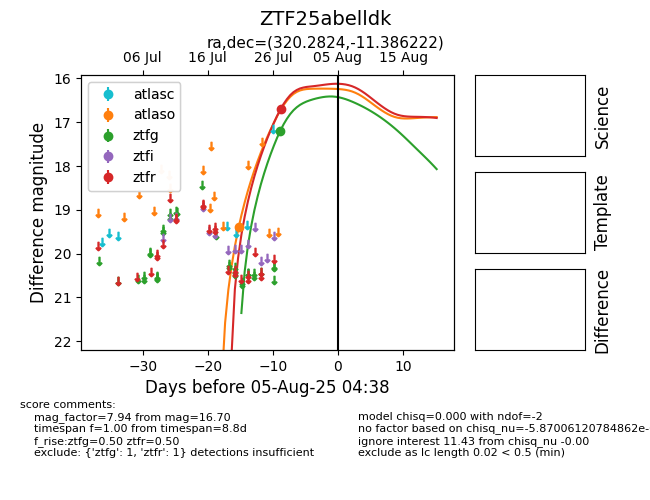 ZTF25abelldk
ra,dec=(320.2824,-11.386222)
06 Jul 16 Jul 26 Jul 05 Aug 15 Aug
16
17
18
19
20
21
22
Difference magnitude
atlasc
atlaso
ztfg
ztfi
ztfr
−30 −20 −10 0 10
Days before 05-Aug-25 04:38
Science
Template
Difference
score comments:
mag_factor=7.94 from mag=16.70
timespan f=1.00 from timespan=8.8d
f_rise:ztfg=0.50 ztfr=0.50
exclude: {'ztfg': 1, 'ztfr': 1} detections insufficient
model chisq=0.000 with ndof=-2
no factor based on chisq_nu=-5.87006120784862e-
ignore interest 11.43 from chisq_nu -0.00
exclude as lc length 0.02 < 0.5 (min)